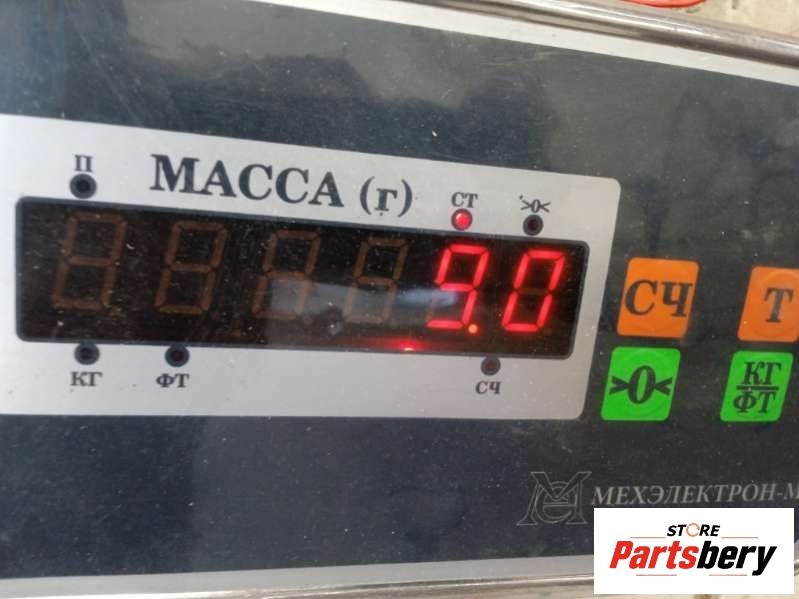 П
МАССА (г)
СТ
>0<
9.0
КГ
ФТ
СЧ
СЧ
Т
>0<
КГ
ФТ
МЕХЭЛЕКТРОН-М
STORE
Partsbery